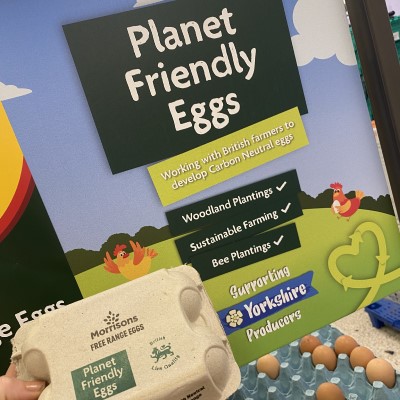 Planet
Friendly
Eggs
Working with British farmers to
develop Carbon Neutral eggs
Woodland Plantings
Sustainable Farming
Bee Plantings
Supporting
Yorkshire
Producers
Eggs
Morrisons
FREE RANGE EGGS
Planet
Friendly
Eggs
British
Lion Quality